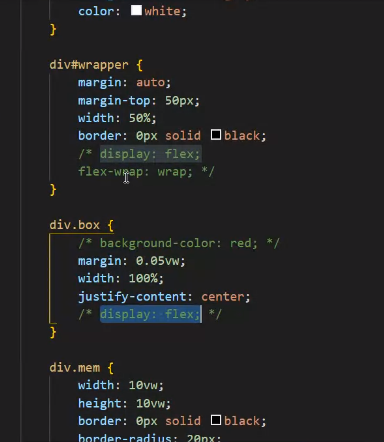 color: white;
}
div#wrapper {
margin: auto;
margin-top: 50px;
width: 50%;
border: 0px solid black;
/* display: flex;
flex-wrap: wrap; */
}
div.box {
/* background-color: red; */
margin: 0.05vw;
width: 100%;
justify-content: center;
/* display: flex; */
}
div.mem {
width: 10vw;
height: 10vw;
border: 0px solid black;
border-radius: 20px;